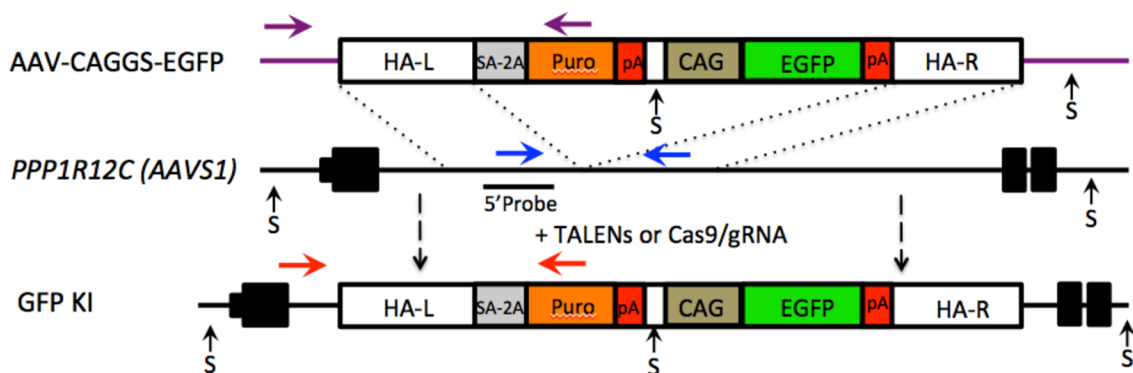 AAV-CAGGS-EGFP HA-L SA-2A Puro pA CAG EGFP pA HA-R
S S
PPP1R12C (AAVS1)
S 5'Probe S
+ TALENs or Cas9/gRNA
GFP KI HA-L SA-2A Puro pA CAG EGFP pA HA-R
S S S